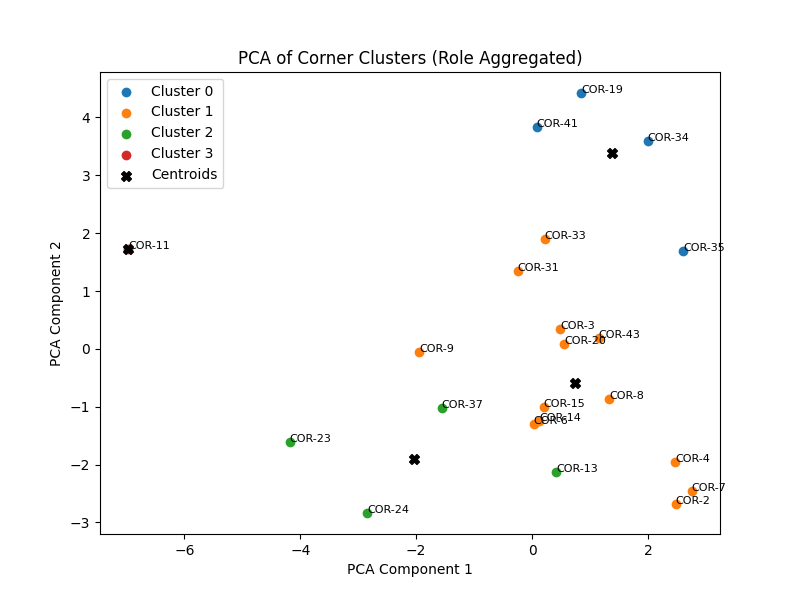 PCA of Corner Clusters (Role Aggregated)
Cluster 0
Cluster 1
Cluster 2
Cluster 3
Centroids
COR-19
COR-41
COR-34
COR-11
COR-33
COR-35
COR-31
COR-3
COR-43
COR-20
COR-9
COR-8
COR-15
COR-37
COR-14
COR-6
COR-23
COR-4
COR-13
COR-7
COR-2
COR-24
4
3
2
1
0
−1
−2
−3
PCA Component 2
−6
−4
−2
0
2
PCA Component 1